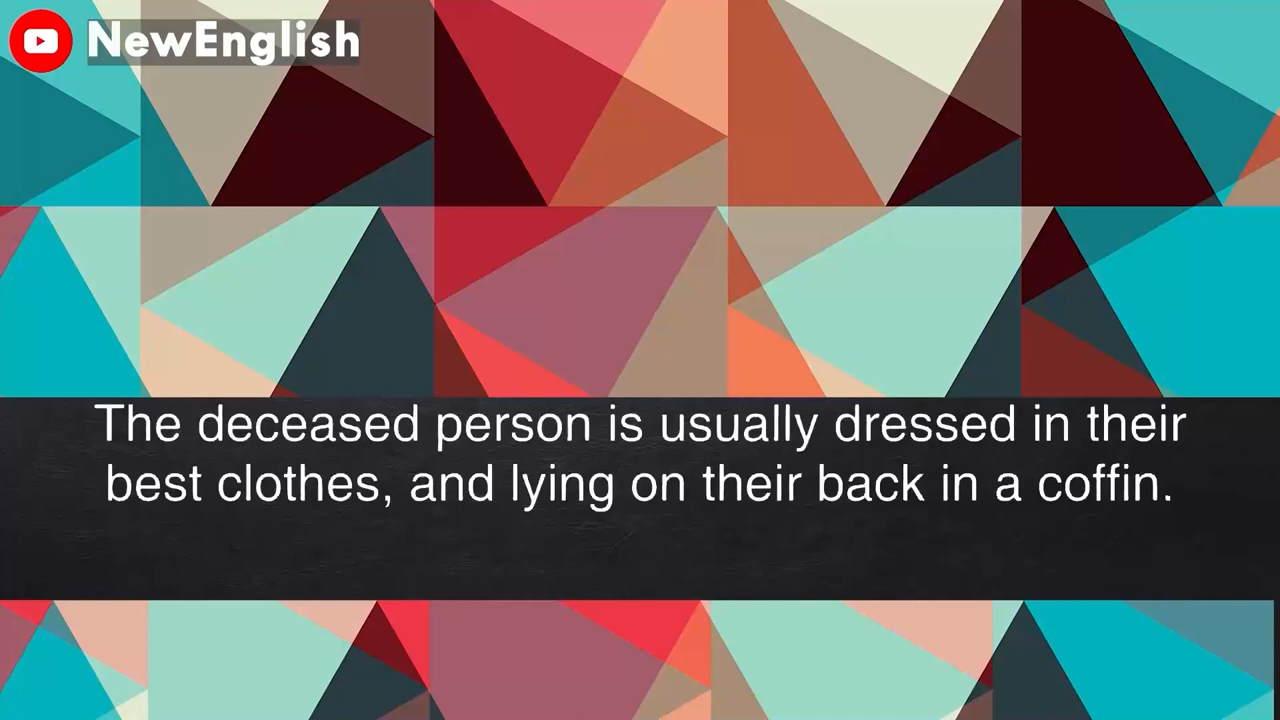 NewEnglish
The deceased person is usually dressed in their
best clothes, and lying on their back in a coffin.